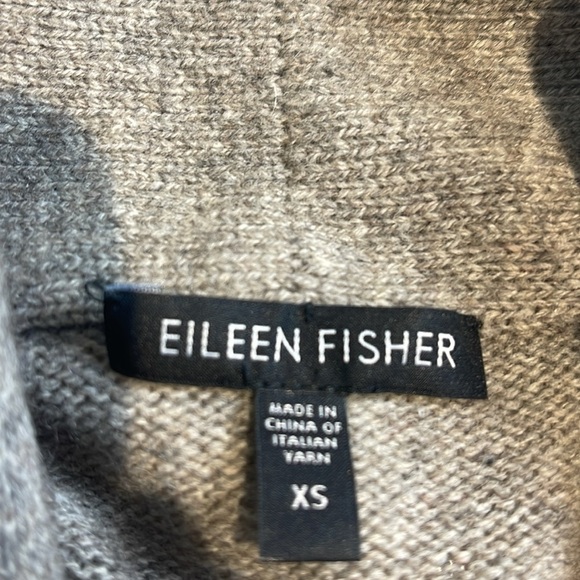 EILEEN FISHER
MADE IN
CHINA OF
ITALIAN
YARN
XS